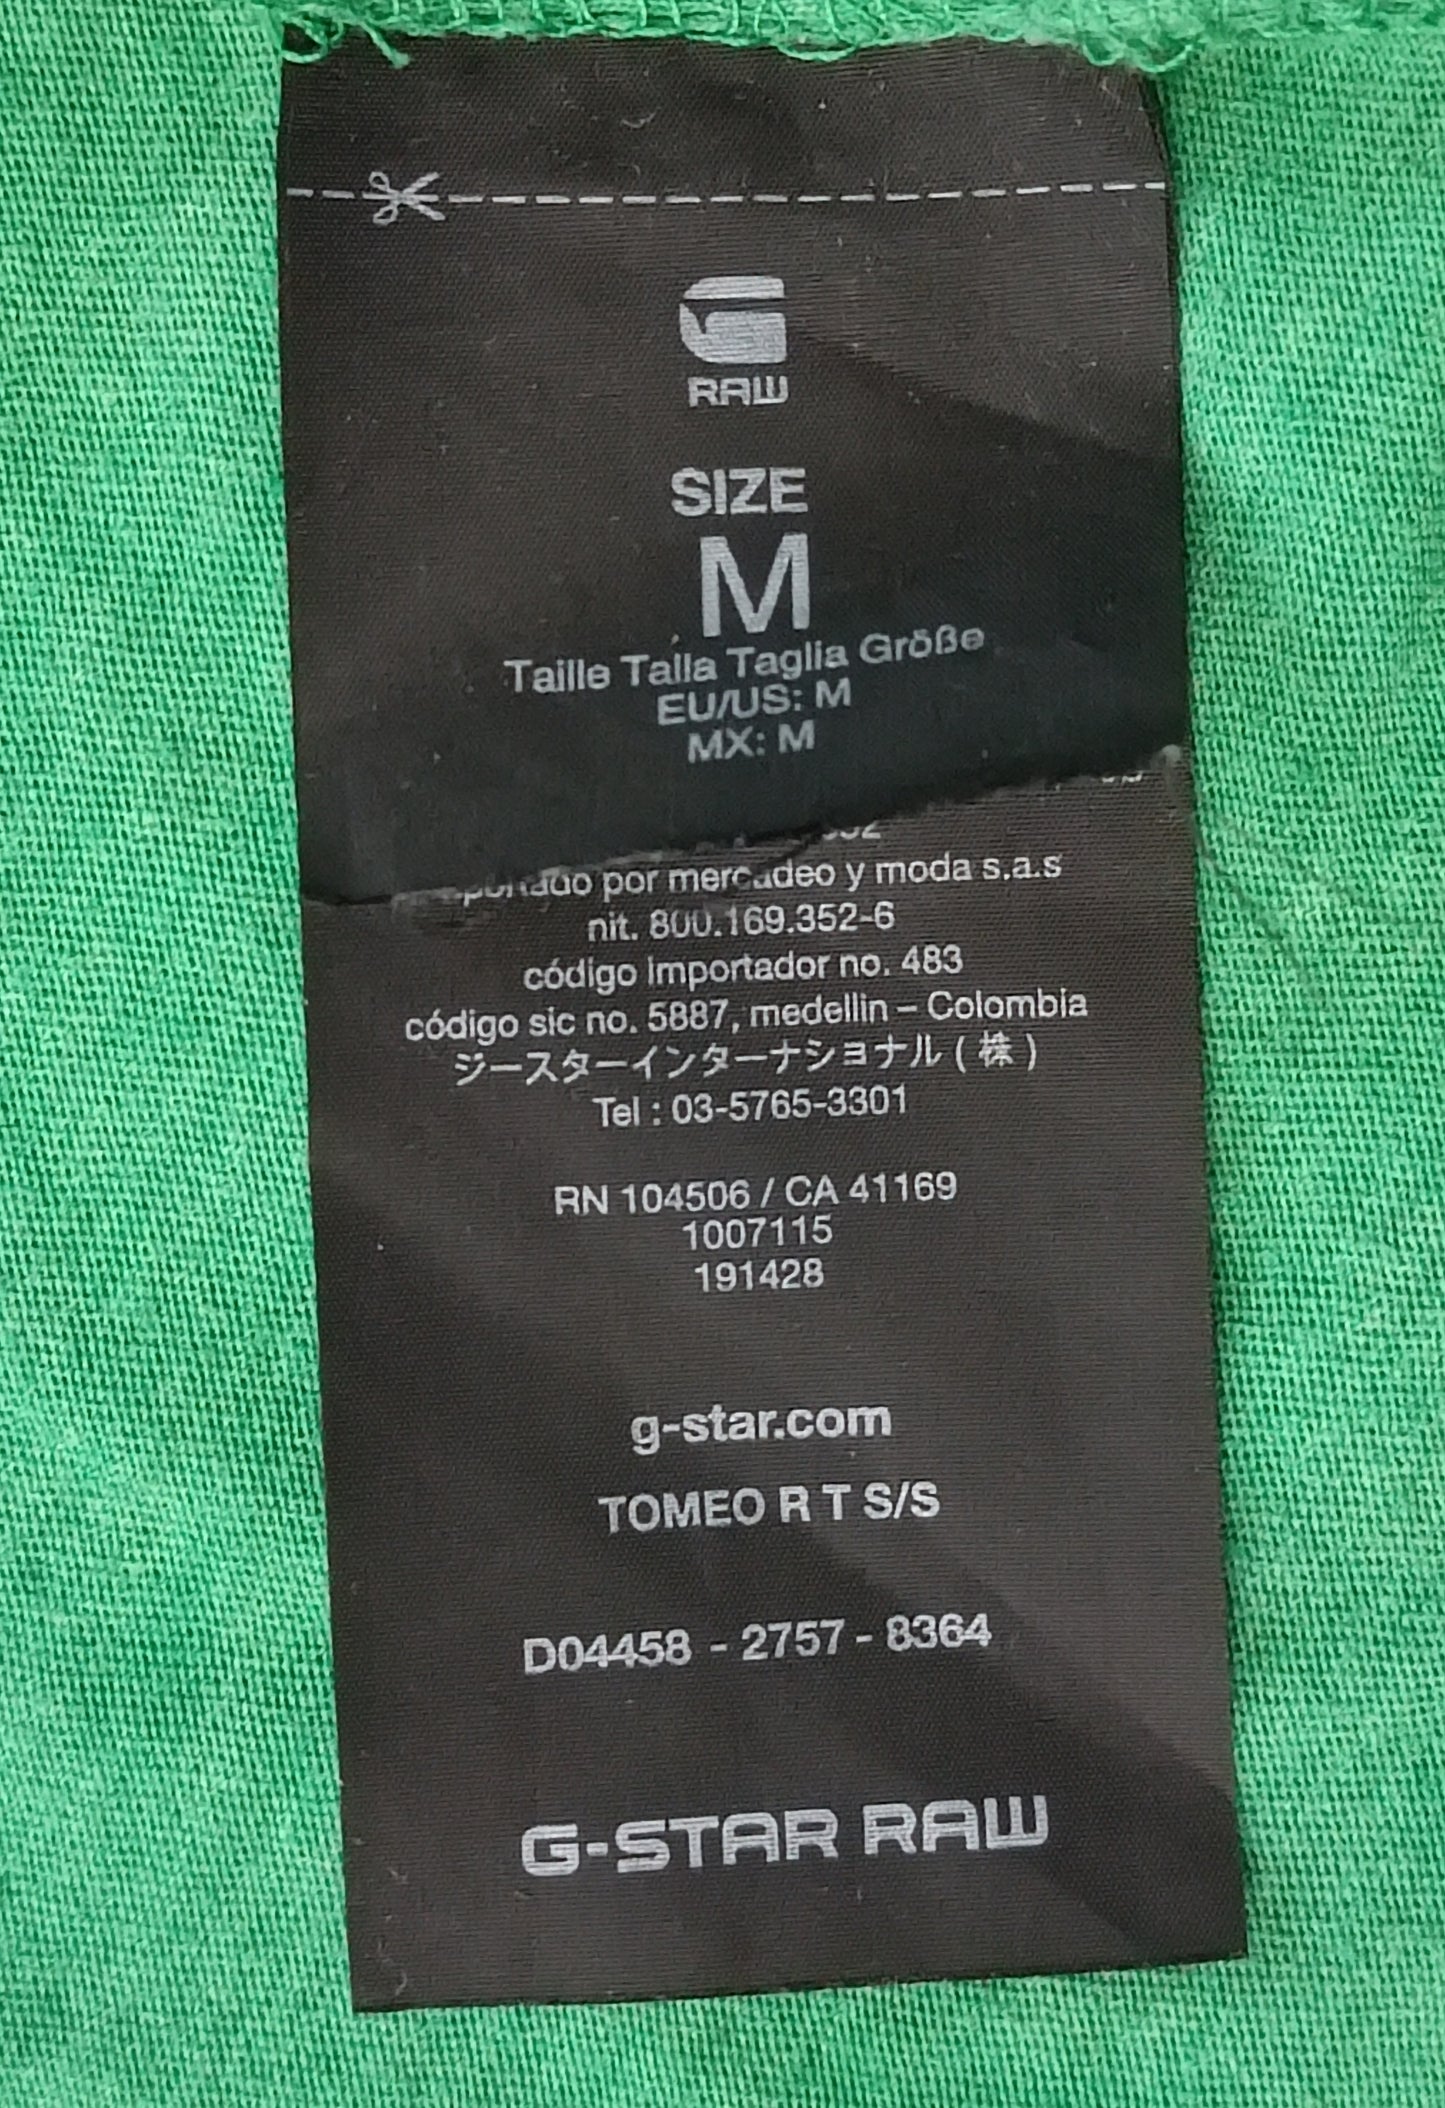 RAW
SIZE
M
Taille Talla Taglia Größe
EU/US: M
MX: M
por mercadeo y moda s.a.s
nit. 800.169.352-6
código importador no. 483
código sic no. 5887, medellin – Colombia
ジースターインターナショナル ( 株 )
Tel : 03-5765-3301
RN 104506 / CA 41169
1007115
191428
g-star.com
TOMEO R T S/S
D04458 - 2757 - 8364
G-STAR RAW